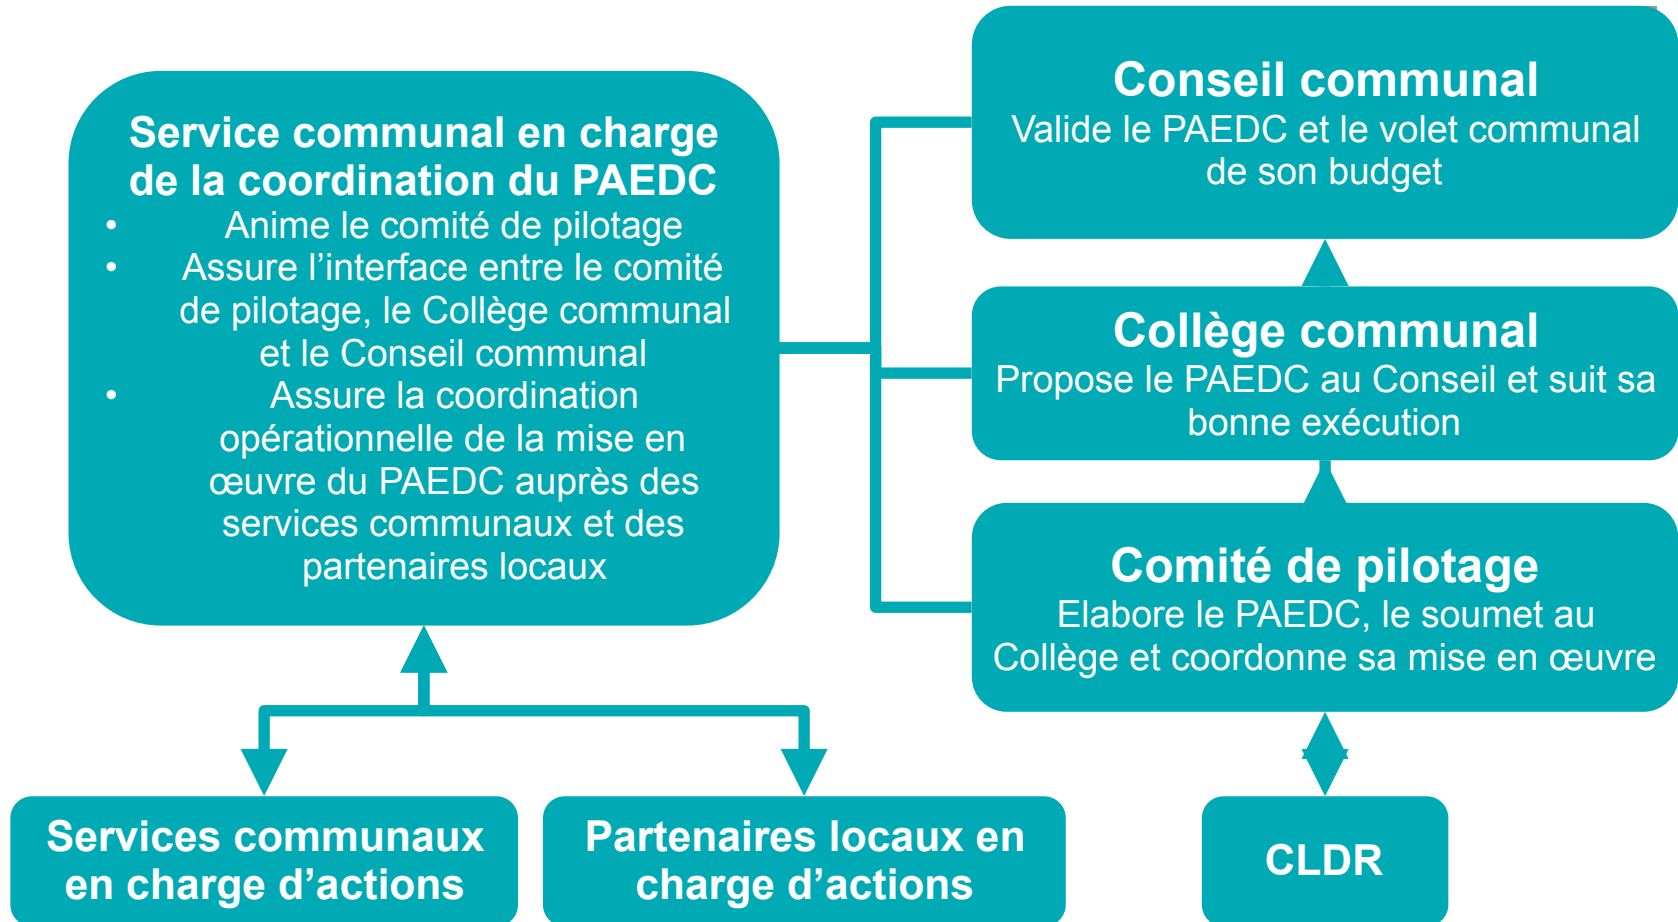 Service communal en charge
de la coordination du PAEDC
• Anime le comité de pilotage
• Assure l’interface entre le comité
de pilotage, le Collège communal
et le Conseil communal
• Assure la coordination
opérationnelle de la mise en
œuvre du PAEDC auprès des
services communaux et des
partenaires locaux
Conseil communal
Valide le PAEDC et le volet communal
de son budget
Collège communal
Propose le PAEDC au Conseil et suit sa
bonne exécution
Comité de pilotage
Elabore le PAEDC, le soumet au
Collège et coordonne sa mise en œuvre
Services communaux
en charge d’actions
Partenaires locaux en
charge d’actions
CLDR